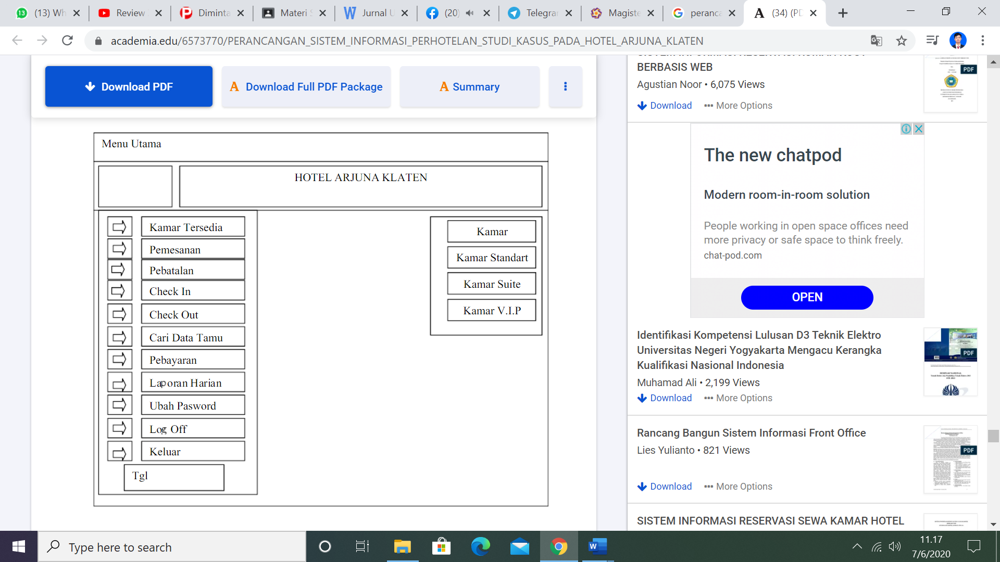 (13) Wh
Review
Diminta
Materi S
Jurnal U
(20)
Telegra
Magiste
peranca
(34) (PD
academia.edu/6573770/PERANCANGAN_SISTEM_INFORMASI_PERHOTELAN_STUDI_KASUS_PADA_HOTEL_ARJUNA_KLATEN
Download PDF
Download Full PDF Package
Summary
Menu Utama
HOTEL ARJUNA KLATEN
Kamar Tersedia
Pemesanan
Pebatalan
Check In
Check Out
Cari Data Tamu
Pebayaran
Laporan Harian
Ubah Pasword
Log Off
Keluar
Tgl
Kamar
Kamar Standart
Kamar Suite
Kamar V.I.P
BERBASIS WEB
Agustian Noor • 6,075 Views
Download ••• More Options
PDF
The new chatpod
Modern room-in-room solution
People working in open space offices need
more privacy or safe space to think freely.
chat-pod.com
OPEN
Identifikasi Kompetensi Lulusan D3 Teknik Elektro
Universitas Negeri Yogyakarta Mengacu Kerangka
Kualifikasi Nasional Indonesia
Muhamad Ali • 2,199 Views
Download ••• More Options
PDF
SEMINAR NASIONAL
Rancang Bangun Sistem Informasi Front Office
Lies Yulianto • 821 Views
Download ••• More Options
PDF
SISTEM INFORMASI RESERVASI SEWA KAMAR HOTEL
Type here to search
11.17
7/6/2020